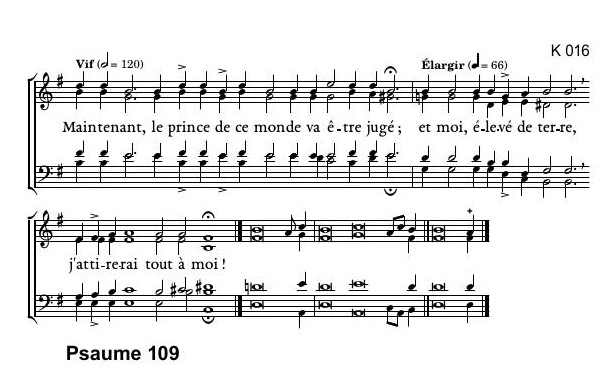 K 016
Vif (𝅗𝅥 = 120) Élargir (♩ = 66)
Maintenant, le prince de ce monde va ê-tre jugé ; et moi, é-le-vé de ter-re,
j'atti-re-rai tout à moi !
Psaume 109